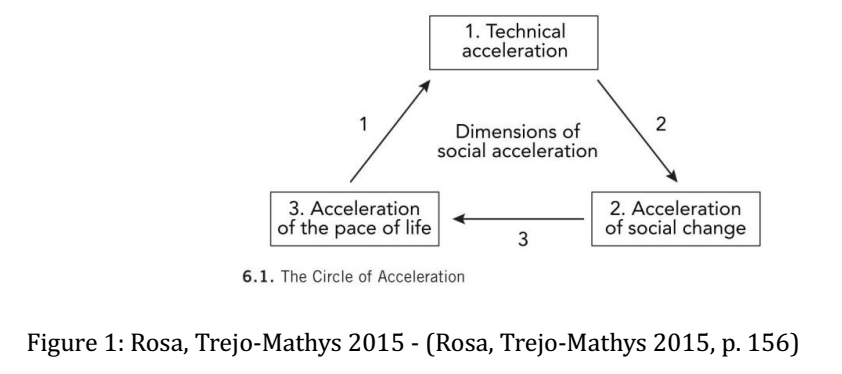 1. Technical
acceleration
1
2
Dimensions of
social acceleration
3. Acceleration
of the pace of life
2. Acceleration
of social change
3
6.1. The Circle of Acceleration
Figure 1: Rosa, Trejo-Mathys 2015 - (Rosa, Trejo-Mathys 2015, p. 156)